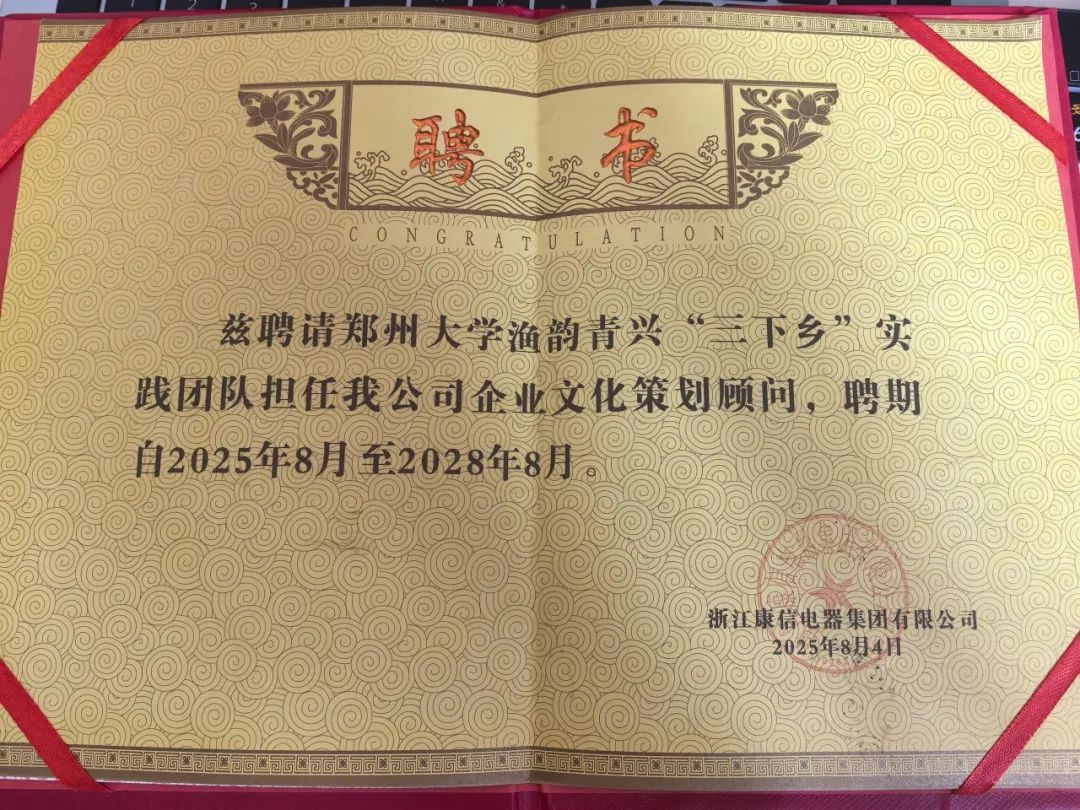 聘书
CONGRATULATION
兹聘请郑州大学渔韵青兴“三下乡”实
践团队担任我公司企业文化策划顾问，聘期
自2025年8月至2028年8月。
浙江康信电器集团有限公司
2025年8月4日